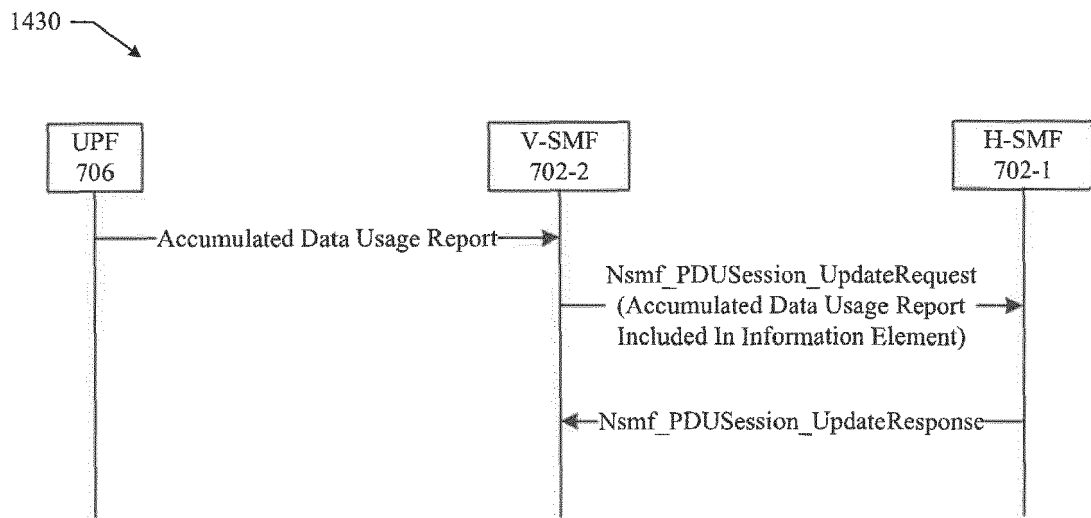 1430
UPF
706
V-SMF
702-2
H-SMF
702-1
Accumulated Data Usage Report
Nsmf_PDUSession_UpdateRequest
(Accumulated Data Usage Report
Included In Information Element)
Nsmf_PDUSession_UpdateResponse